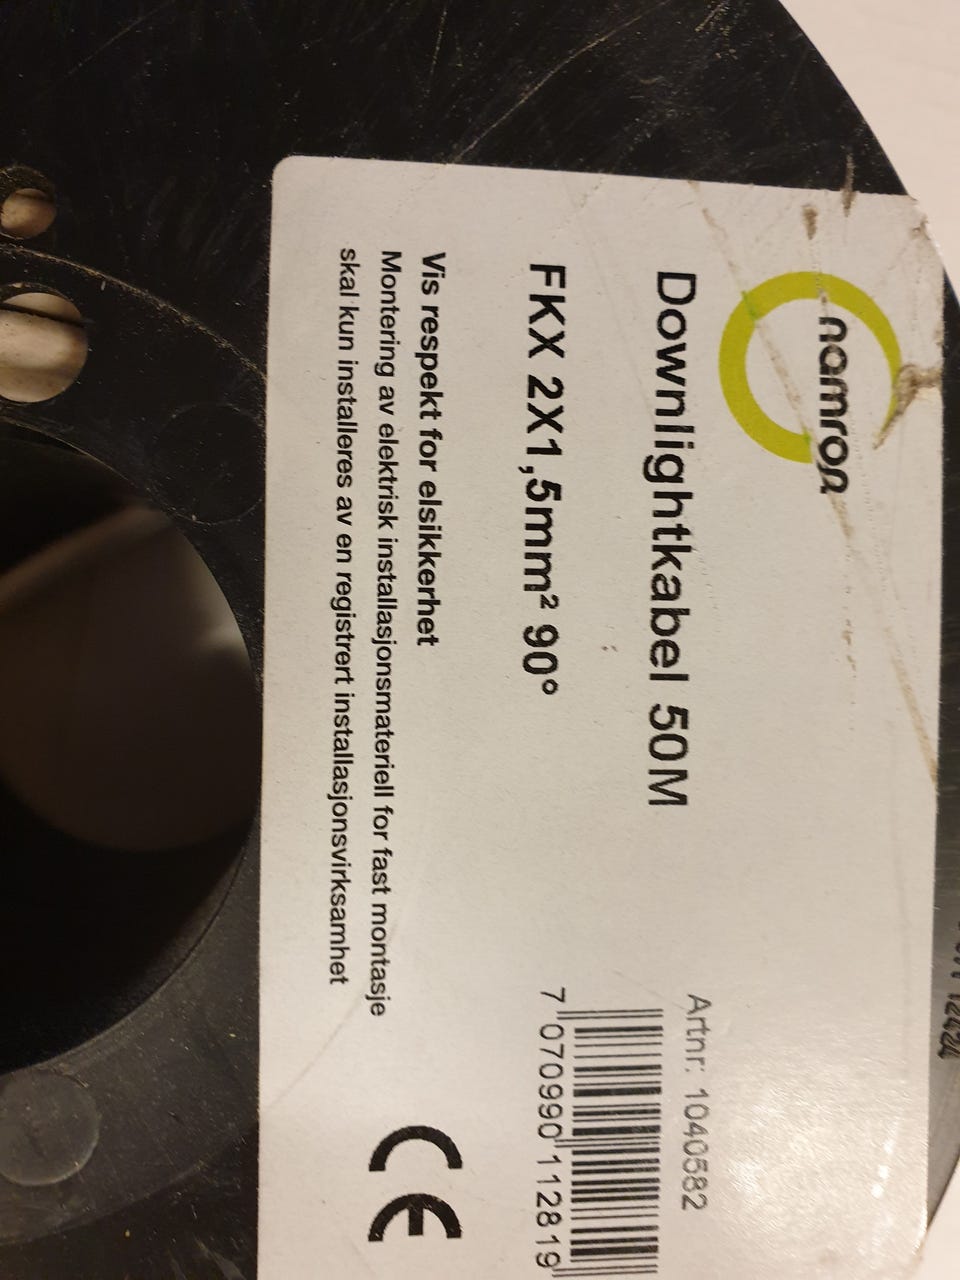 namron
Downlightkabel 50M
Artnr: 1040582
FKX 2X1,5mm² 90°
7 070990 112819
Vis respekt for elsikkerhet
Montering av elektrisk installasjonsmateriell for fast montasje
skal kun installeres av en registrert installasjonsvirksamhet
CE